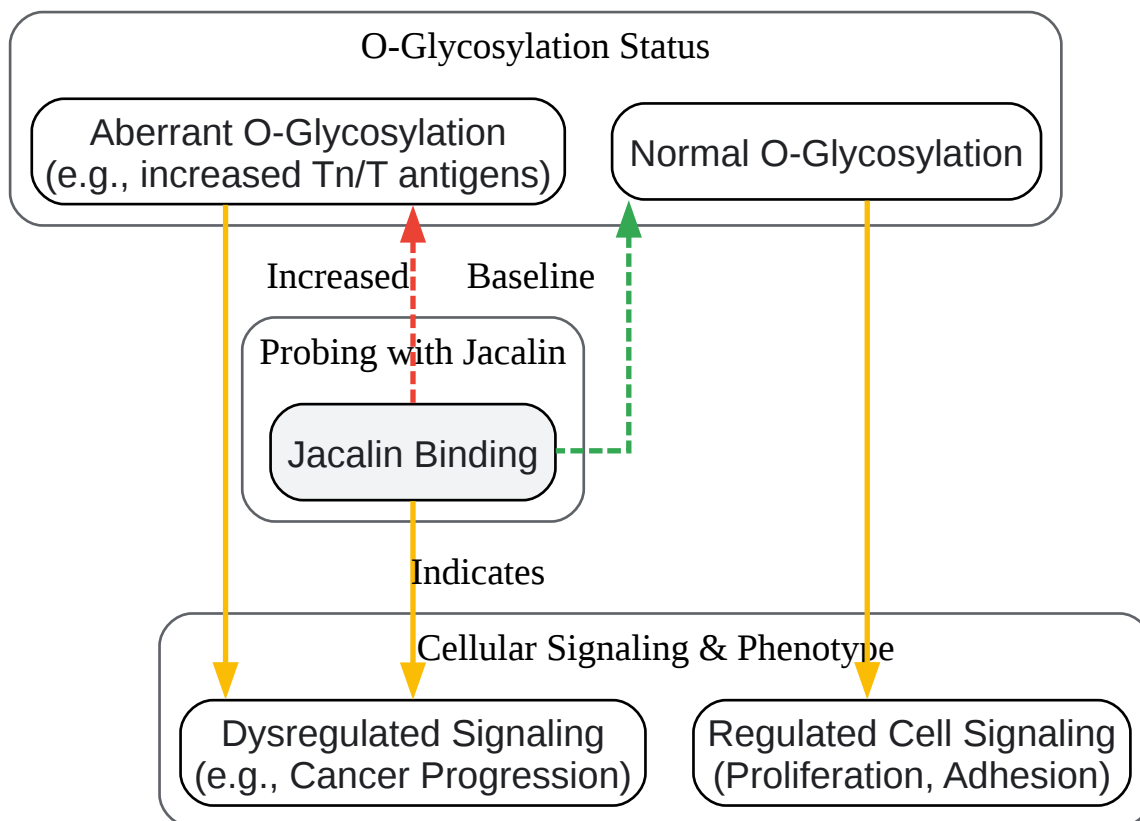 O-Glycosylation Status
Aberrant O-Glycosylation
(e.g., increased Tn/T antigens)
Normal O-Glycosylation
Increased
Baseline
Probing with Jacalin
Jacalin Binding
Indicates
Cellular Signaling & Phenotype
Dysregulated Signaling
(e.g., Cancer Progression)
Regulated Cell Signaling
(Proliferation, Adhesion)